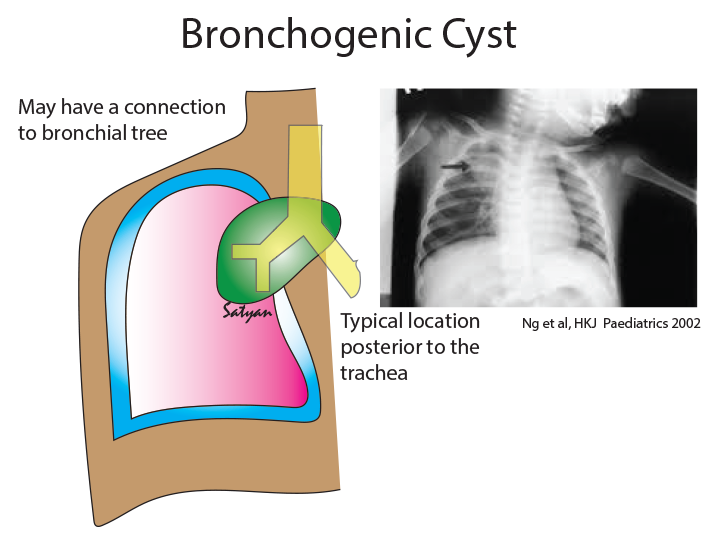 Bronchogenic Cyst
May have a connection
to bronchial tree
Satyan
Typical location
posterior to the
trachea
Ng et al, HKJ Paediatrics 2002